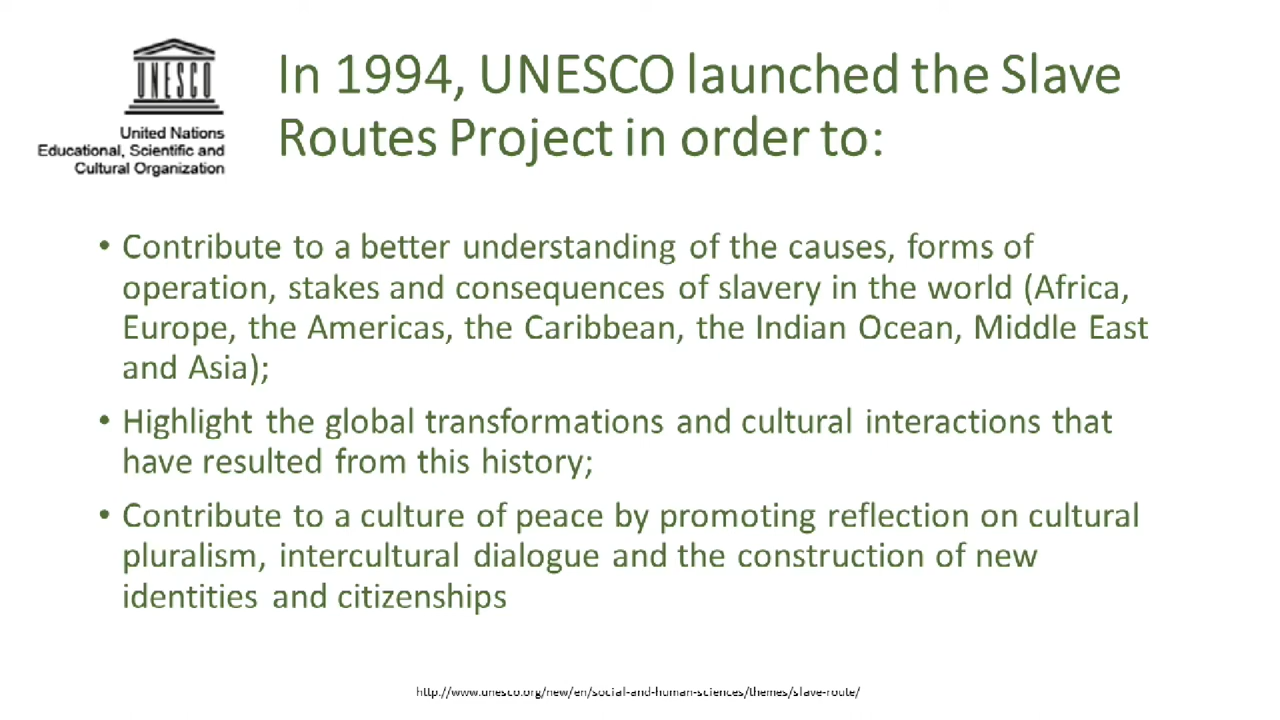 UNESCO
United Nations
Educational, Scientific and
Cultural Organization
In 1994, UNESCO launched the Slave
Routes Project in order to:
• Contribute to a better understanding of the causes, forms of
operation, stakes and consequences of slavery in the world (Africa,
Europe, the Americas, the Caribbean, the Indian Ocean, Middle East
and Asia);
• Highlight the global transformations and cultural interactions that
have resulted from this history;
• Contribute to a culture of peace by promoting reflection on cultural
pluralism, intercultural dialogue and the construction of new
identities and citizenships
http://www.unesco.org/new/en/social-and-human-sciences/themes/slave-route/